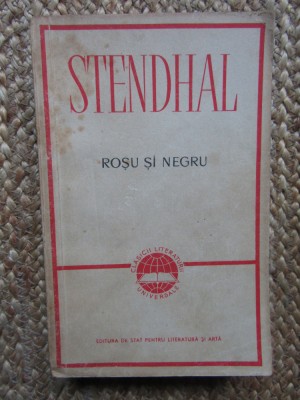 STENDHAL
ROȘU ȘI NEGRU
CLASICII LITERATURII
UNIVERSALE
EDITURA DE STAT PENTRU LITERATURĂ ȘI ARTĂ